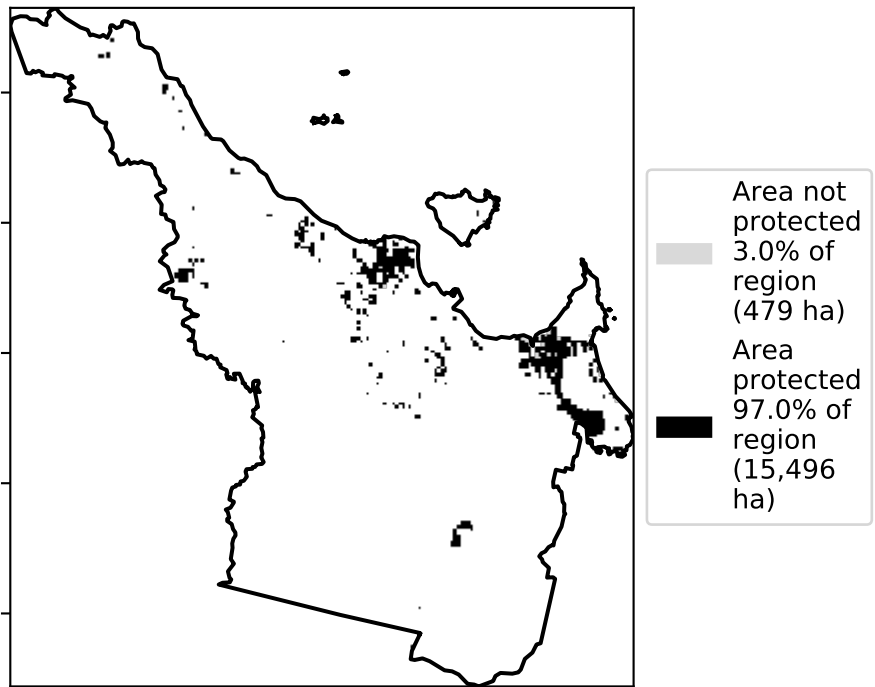 Area not
protected
3.0% of
region
(479 ha)
Area
protected
97.0% of
region
(15,496
ha)